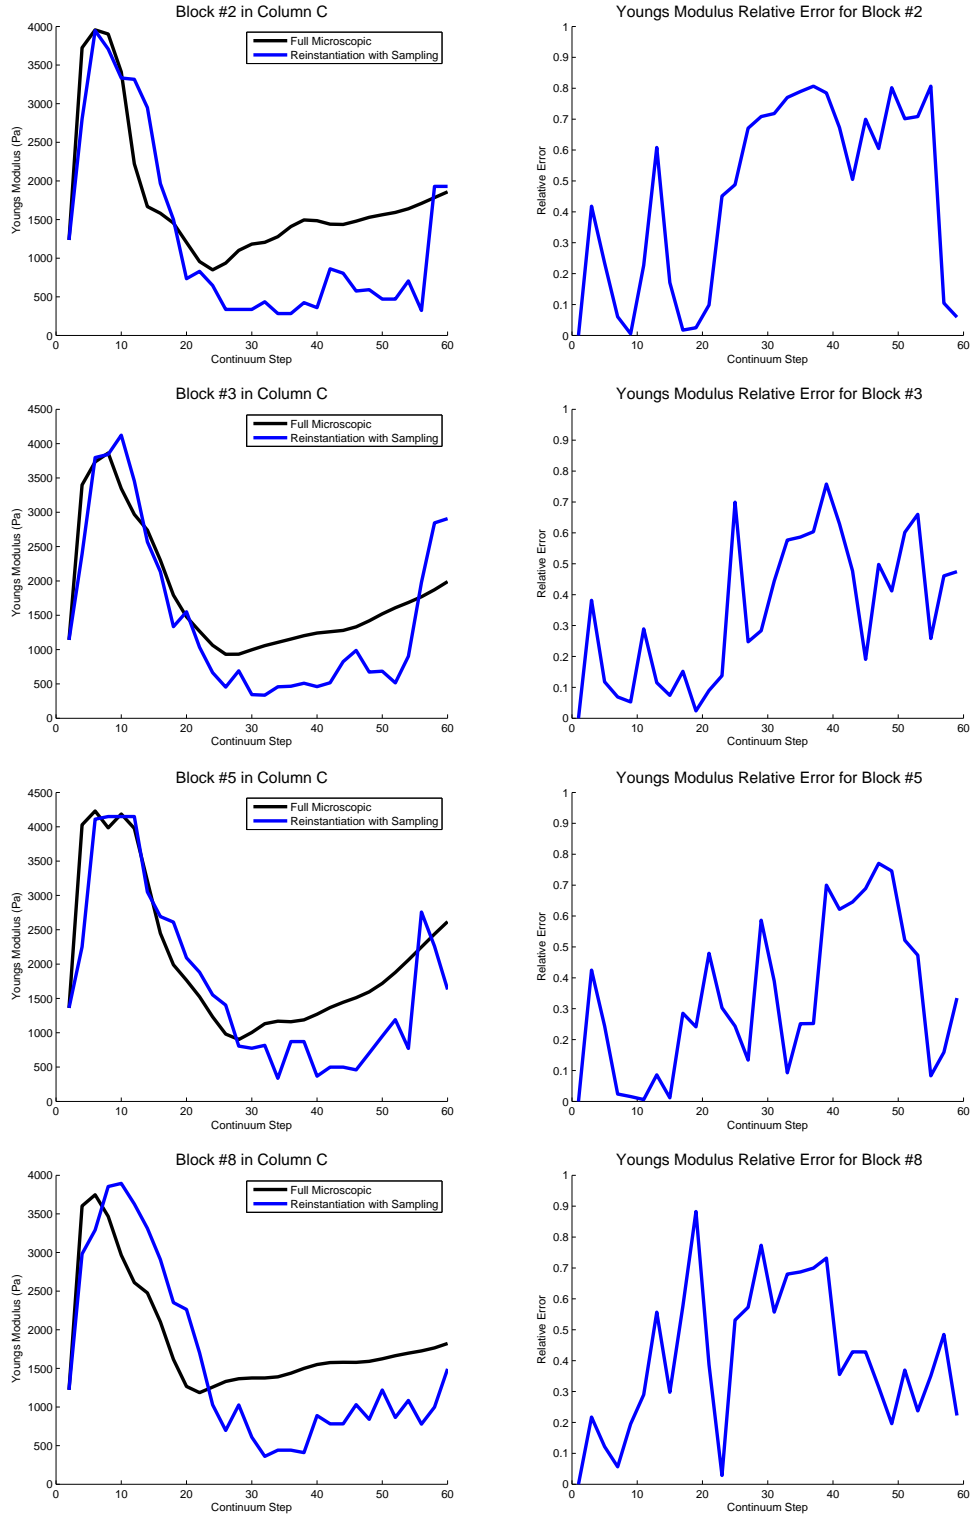 Block #2 in Column C
Youngs Modulus (Pa)
4000
3500
3000
2500
2000
1500
1000
500
0
Full Microscopic
Reinstantiation with Sampling
0 10 20 30 40 50 60
Continuum Step
Youngs Modulus Relative Error for Block #2
Relative Error
1
0.9
0.8
0.7
0.6
0.5
0.4
0.3
0.2
0.1
0
0 10 20 30 40 50 60
Continuum Step
Block #3 in Column C
Youngs Modulus (Pa)
4500
4000
3500
3000
2500
2000
1500
1000
500
0
Full Microscopic
Reinstantiation with Sampling
0 10 20 30 40 50 60
Continuum Step
Youngs Modulus Relative Error for Block #3
Relative Error
1
0.9
0.8
0.7
0.6
0.5
0.4
0.3
0.2
0.1
0
0 10 20 30 40 50 60
Continuum Step
Block #5 in Column C
Youngs Modulus (Pa)
4500
4000
3500
3000
2500
2000
1500
1000
500
0
Full Microscopic
Reinstantiation with Sampling
0 10 20 30 40 50 60
Continuum Step
Youngs Modulus Relative Error for Block #5
Relative Error
1
0.9
0.8
0.7
0.6
0.5
0.4
0.3
0.2
0.1
0
0 10 20 30 40 50 60
Continuum Step
Block #8 in Column C
Youngs Modulus (Pa)
4000
3500
3000
2500
2000
1500
1000
500
0
Full Microscopic
Reinstantiation with Sampling
0 10 20 30 40 50 60
Continuum Step
Youngs Modulus Relative Error for Block #8
Relative Error
1
0.9
0.8
0.7
0.6
0.5
0.4
0.3
0.2
0.1
0
0 10 20 30 40 50 60
Continuum Step